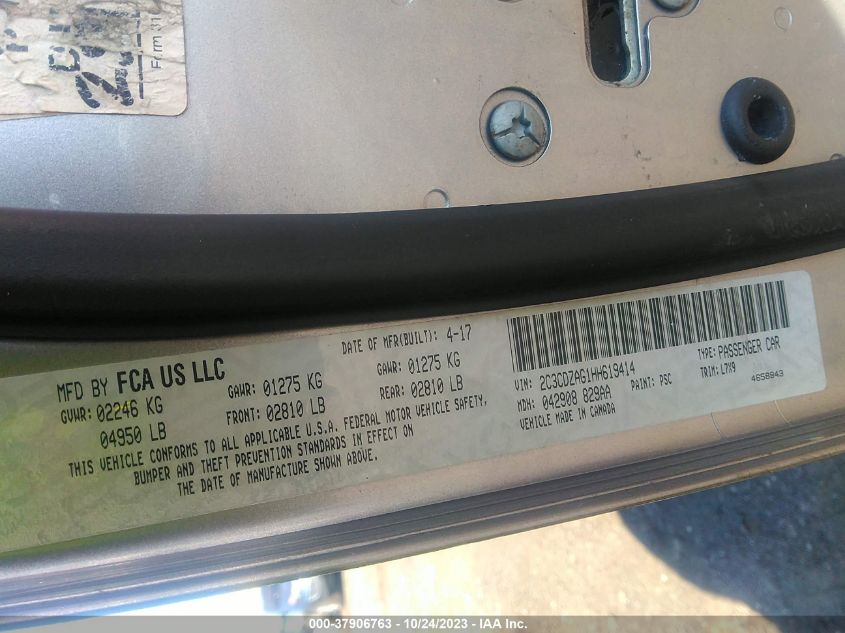 MFD BY FCA US LLC
DATE OF MFR(BUILT): 4-17
GVWR: 02246 KG
04950 LB
GAWR: 01275 KG
FRONT: 02810 LB
GAWR: 01275 KG
REAR: 02810 LB
THIS VEHICLE CONFORMS TO ALL APPLICABLE U.S.A. FEDERAL MOTOR VEHICLE SAFETY,
BUMPER AND THEFT PREVENTION STANDARDS IN EFFECT ON
THE DATE OF MANUFACTURE SHOWN ABOVE.
VIN: 2C3CDZAG1HH619414
TYPE: PASSENGER CAR
MDH: 042908 829AA
PAINT: PSC
TRIM: L7X9
VEHICLE MADE IN CANADA
4658943
000-37906763 - 10/24/2023 - IAA Inc.